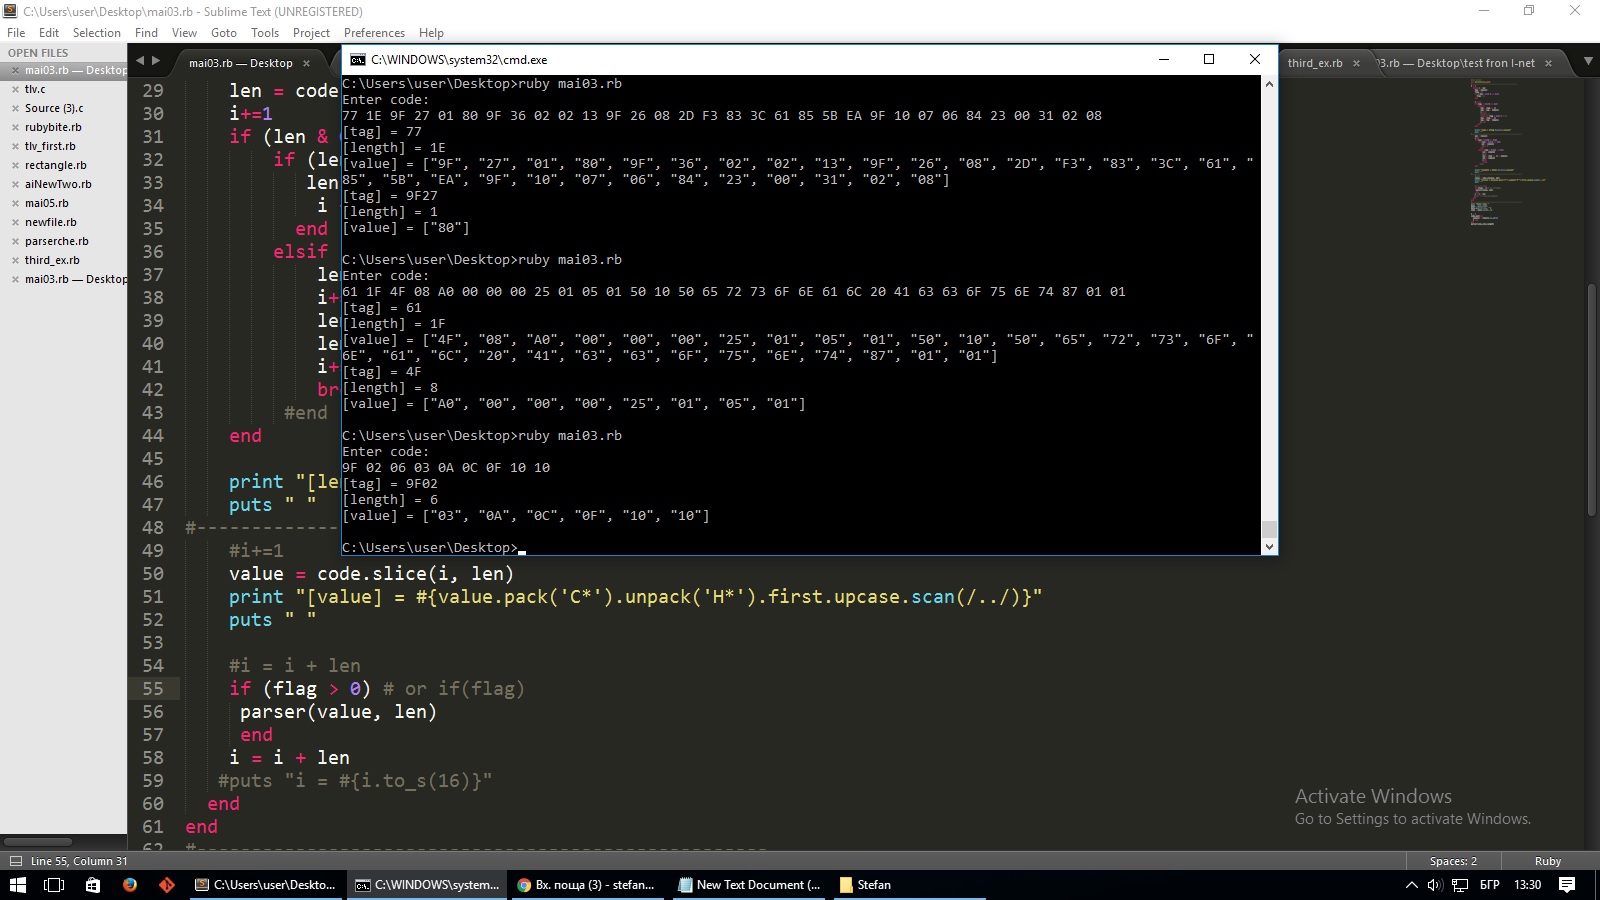 C:\Users\user\Desktop\mai03.rb - Sublime Text (UNREGISTERED)
File Edit Selection Find View Goto Tools Project Preferences Help
OPEN FILES
mai03.rb — Desktop
tlv.c
Source (3).c
rubybite.rb
tlv_first.rb
rectangle.rb
aiNewTwo.rb
mai05.rb
newfile.rb
parserche.rb
third_ex.rb
mai03.rb — Desktop
mai03.rb — Desktop
third_ex.rb
3.rb — Desktop\test fron I-net
C:\WINDOWS\system32\cmd.exe
C:\Users\user\Desktop>ruby mai03.rb
Enter code:
77 1E 9F 27 01 80 9F 36 02 02 13 9F 26 08 2D F3 83 3C 61 85 5B EA 9F 10 07 06 84 23 00 31 02 08
[tag] = 77
[length] = 1E
[value] = ["9F", "27", "01", "80", "9F", "36", "02", "02", "13", "9F", "26", "08", "2D", "F3", "83", "3C", "61", "
85", "5B", "EA", "9F", "10", "07", "06", "84", "23", "00", "31", "02", "08"]
[tag] = 9F27
[length] = 1
[value] = ["80"]
C:\Users\user\Desktop>ruby mai03.rb
Enter code:
61 1F 4F 08 A0 00 00 00 25 01 05 01 50 10 50 65 72 73 6F 6E 61 6C 20 41 63 63 6F 75 6E 74 87 01 01
[tag] = 61
[length] = 1F
[value] = ["4F", "08", "A0", "00", "00", "00", "25", "01", "05", "01", "50", "10", "50", "65", "72", "73", "6F", "
6E", "61", "6C", "20", "41", "63", "63", "6F", "75", "6E", "74", "87", "01", "01"]
[tag] = 4F
[length] = 8
[value] = ["A0", "00", "00", "00", "25", "01", "05", "01"]
C:\Users\user\Desktop>ruby mai03.rb
Enter code:
9F 02 06 03 0A 0C 0F 10 10
[tag] = 9F02
[length] = 6
[value] = ["03", "0A", "0C", "0F", "10", "10"]
C:\Users\user\Desktop>
29 len = code
30 i+=1
31 if (len &
32 if (le
33 len
34 i
35 end
36 elsif
37 le
38 i+
39 le
40 le
41 i+
42 br
43 #end
44 end
45
46 print "[le
47 puts " "
48 #-------------
49 #i+=1
50 value = code.slice(i, len)
51 print "[value] = #{value.pack('C*').unpack('H*').first.upcase.scan(/../)}"
52 puts " "
53
54 #i = i + len
55 if (flag > 0) # or if(flag)
56 parser(value, len)
57 end
58 i = i + len
59 #puts "i = #{i.to_s(16)}"
60 end
61 end
62 #----------------------------------------------------
Activate Windows
Go to Settings to activate Windows.
Line 55, Column 31
Spaces: 2
Ruby
C:\Users\user\Deskto...
C:\WINDOWS\system...
Вх. поща (3) - stefan...
New Text Document (...
Stefan
БГР
13:30